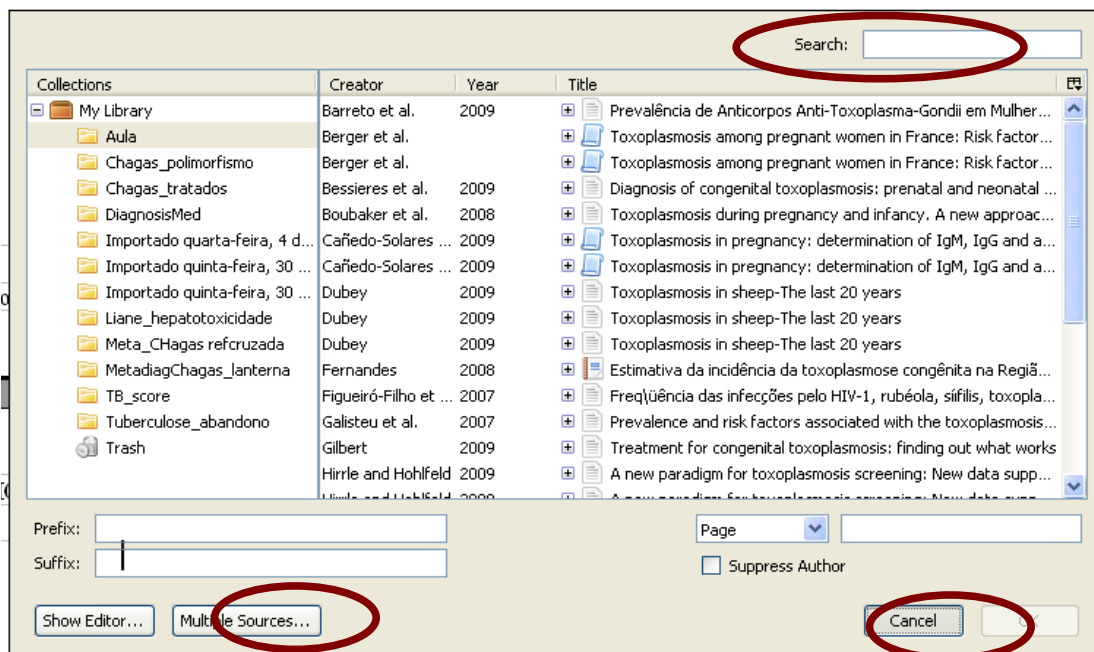 Search:
Collections Creator Year Title
My Library Barreto et al. 2009 Prevalência de Anticorpos Anti-Toxoplasma-Gondii em Mulher...
Aula Berger et al. Toxoplasmosis among pregnant women in France: Risk factor...
Chagas_polimorfismo Berger et al. Toxoplasmosis among pregnant women in France: Risk factor...
Chagas_tratados Bessieres et al. 2009 Diagnosis of congenital toxoplasmosis: prenatal and neonatal ...
DiagnosisMed Boubaker et al. 2008 Toxoplasmosis during pregnancy and infancy. A new approac...
Importado quarta-feira, 4 d... Cañedo-Solares ... 2009 Toxoplasmosis in pregnancy: determination of IgM, IgG and a...
Importado quinta-feira, 30 ... Cañedo-Solares ... 2009 Toxoplasmosis in pregnancy: determination of IgM, IgG and a...
Importado quinta-feira, 30 ... Dubey 2009 Toxoplasmosis in sheep-The last 20 years
Liane_hepatotoxicidade Dubey 2009 Toxoplasmosis in sheep-The last 20 years
Meta_CHagas refcruzada Dubey 2009 Toxoplasmosis in sheep-The last 20 years
MetadiagChagas_lanterna Fernandes 2008 Estimativa da incidência da toxoplasmose congênita na Regiã...
TB_score Figueiró-Filho et ... 2007 Freq\üência das infecções pelo HIV-1, rubéola, sífilis, toxopla...
Tuberculose_abandono Galisteu et al. 2007 Prevalence and risk factors associated with the toxoplasmosis...
Trash Gilbert 2009 Treatment for congenital toxoplasmosis: finding out what works
Hirrle and Hohlfeld 2009 A new paradigm for toxoplasmosis screening: New data supp...
Prefix: Page
Suffix: Suppress Author
Show Editor... Multiple Sources... Cancel OK